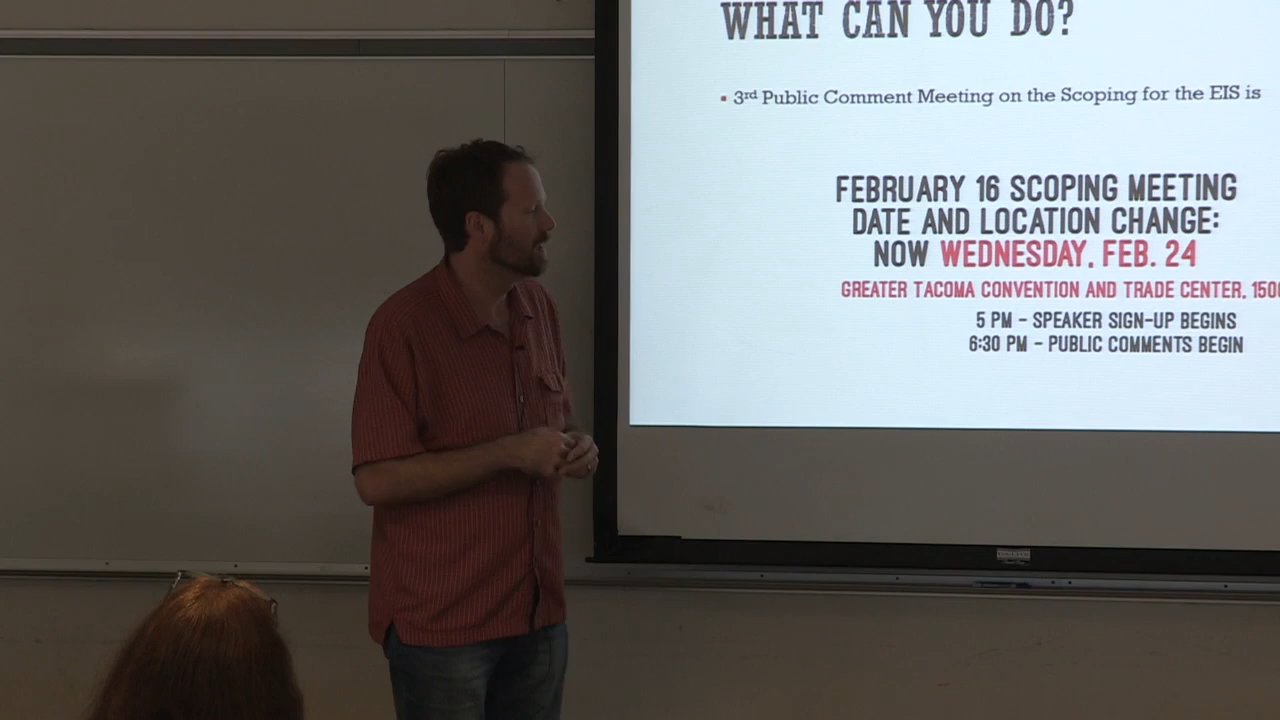 WHAT CAN YOU DO?
▪ 3rd Public Comment Meeting on the Scoping for the EIS is
FEBRUARY 16 SCOPING MEETING
DATE AND LOCATION CHANGE:
NOW WEDNESDAY, FEB. 24
GREATER TACOMA CONVENTION AND TRADE CENTER, 150
5 PM – SPEAKER SIGN-UP BEGINS
6:30 PM – PUBLIC COMMENTS BEGIN